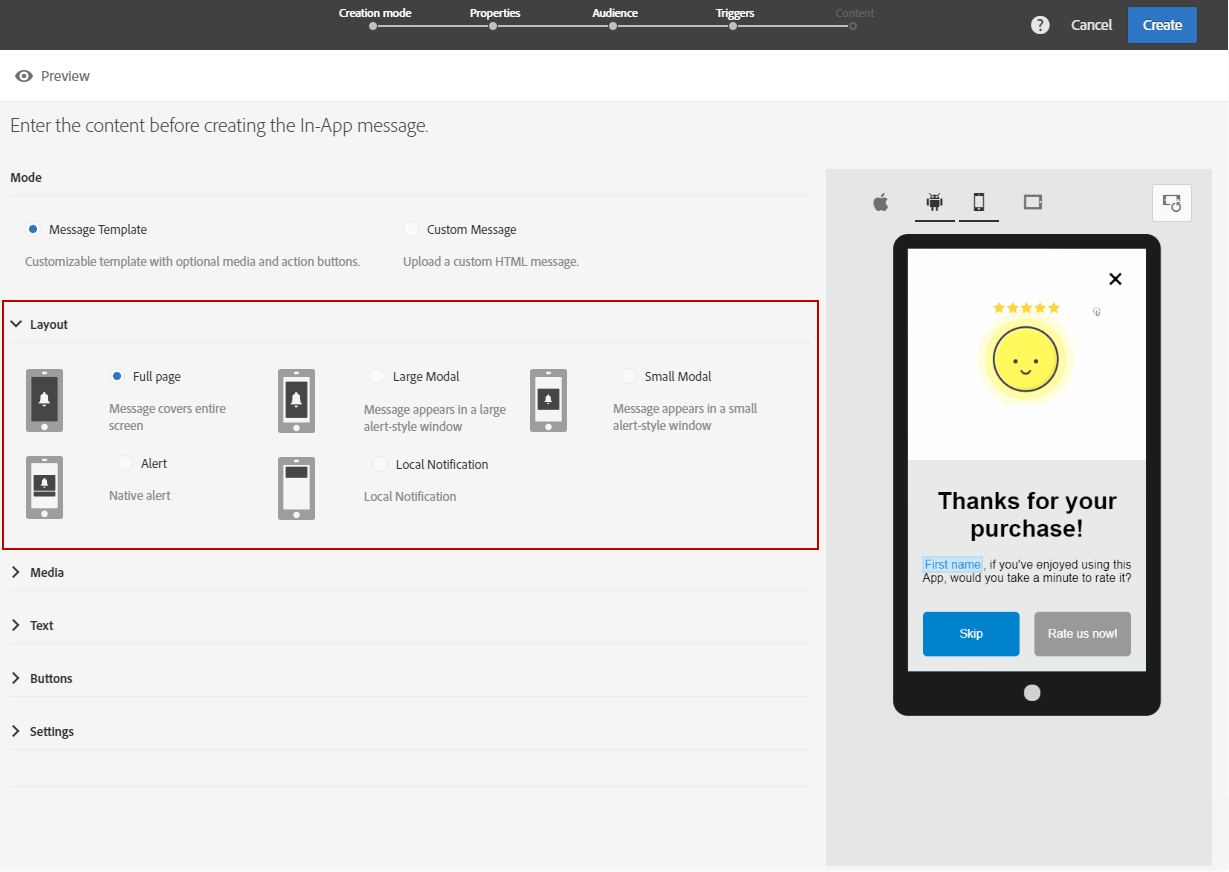 Creation mode Properties Audience Triggers Content
? Cancel Create
Preview
Enter the content before creating the In-App message.
Mode
Message Template Custom Message
Customizable template with optional media and action buttons. Upload a custom HTML message.
Layout
Full page Large Modal Small Modal
Message covers entire screen
Message appears in a large alert-style window
Message appears in a small alert-style window
Alert Local Notification
Native alert Local Notification
Media
Text
Buttons
Settings
Thanks for your
purchase!
First name, if you've enjoyed using this
App, would you take a minute to rate it?
Skip Rate us now!